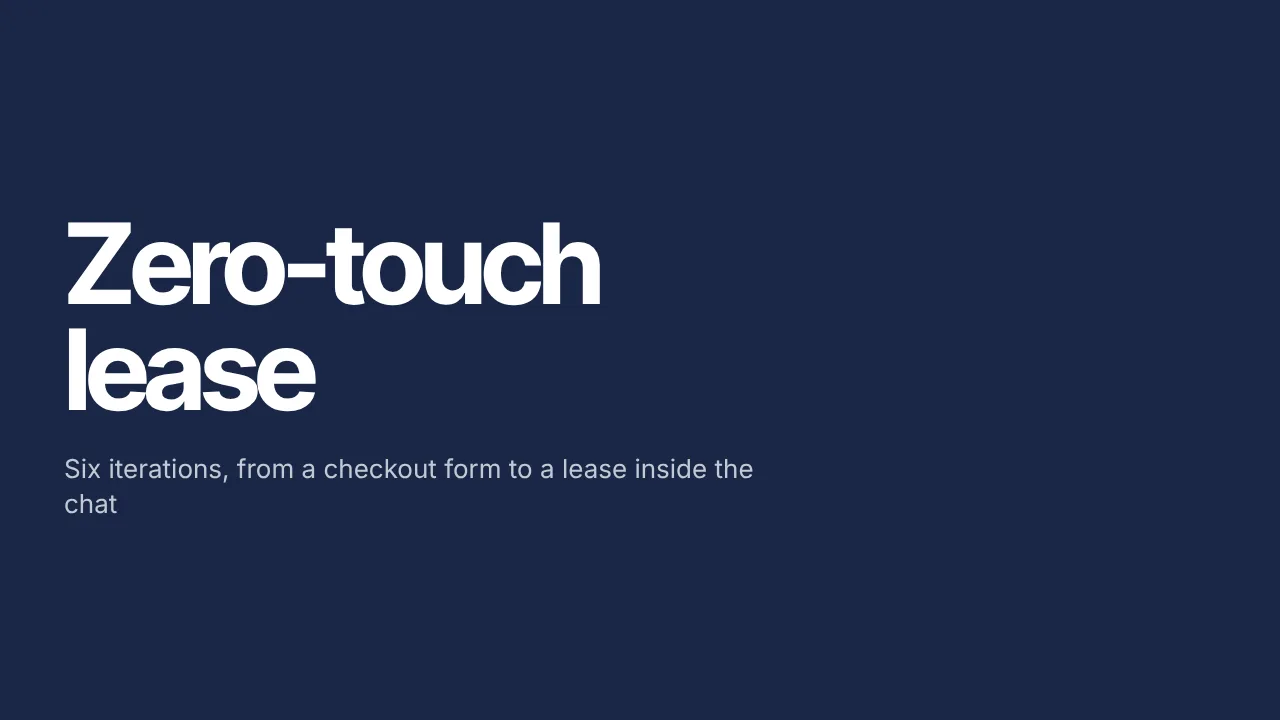 Zero-touch
lease
Six iterations, from a checkout form to a lease inside the
chat